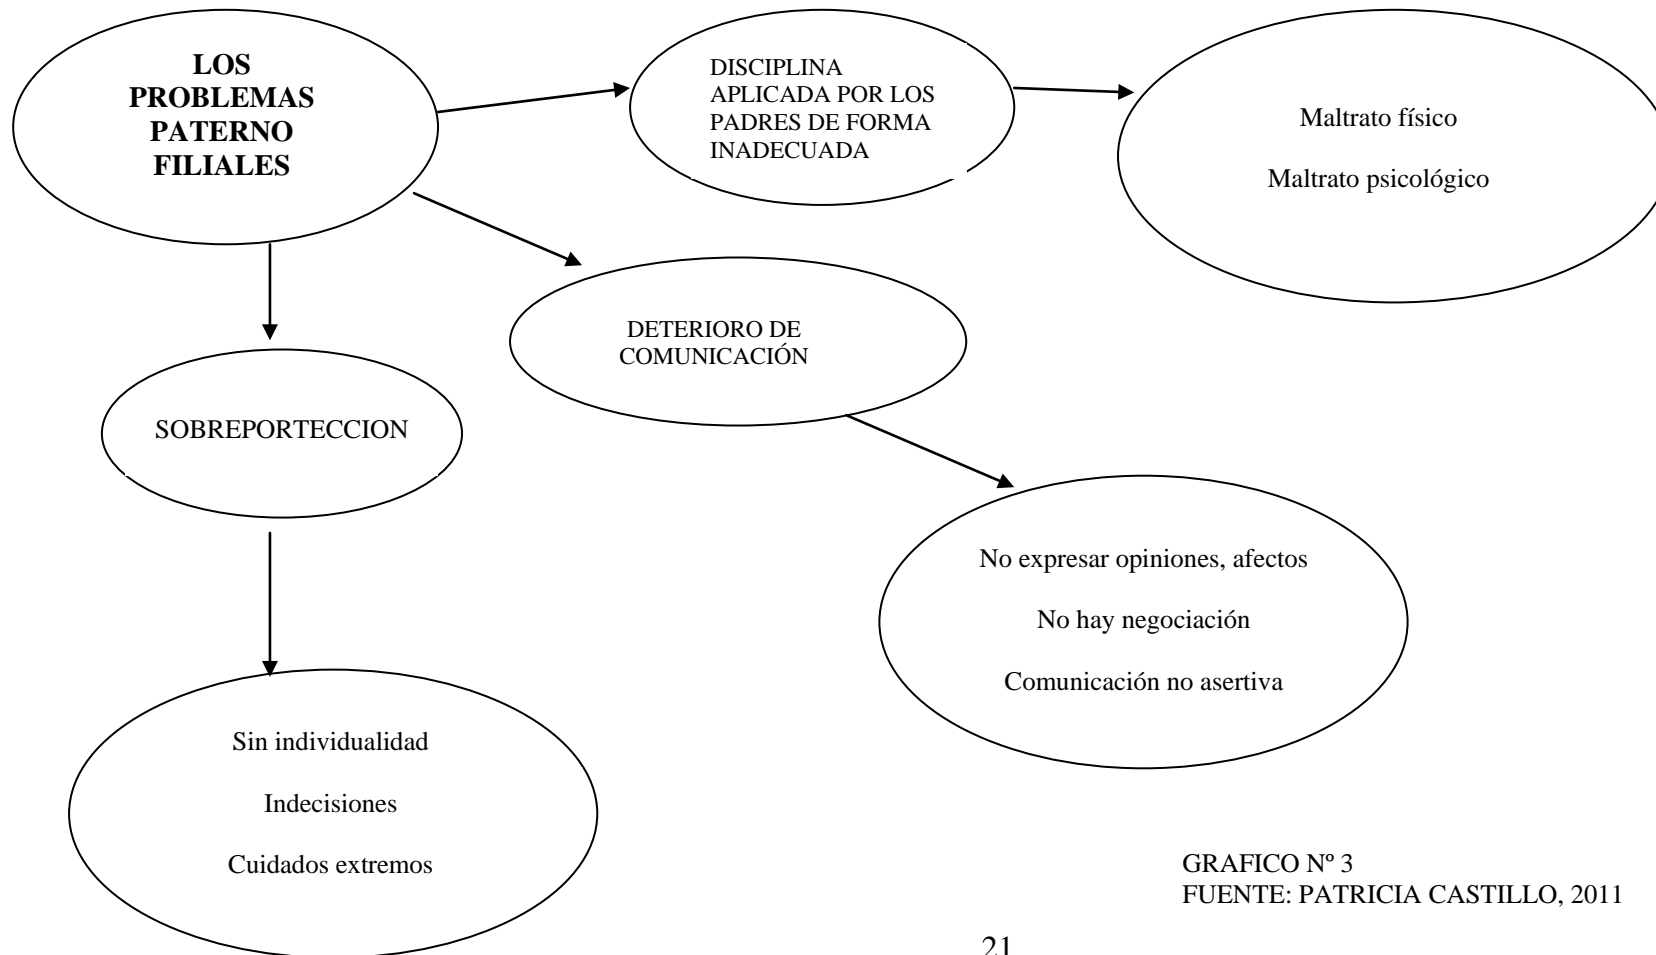 LOS
PROBLEMAS
PATERNO
FILIALES
DISCIPLINA
APLICADA POR LOS
PADRES DE FORMA
INADECUADA
Maltrato físico
Maltrato psicológico
DETERIORO DE
COMUNICACIÓN
SOBREPORTECCION
No expresar opiniones, afectos
No hay negociación
Comunicación no asertiva
Sin individualidad
Indecisiones
Cuidados extremos
GRAFICO Nº 3
FUENTE: PATRICIA CASTILLO, 2011
21